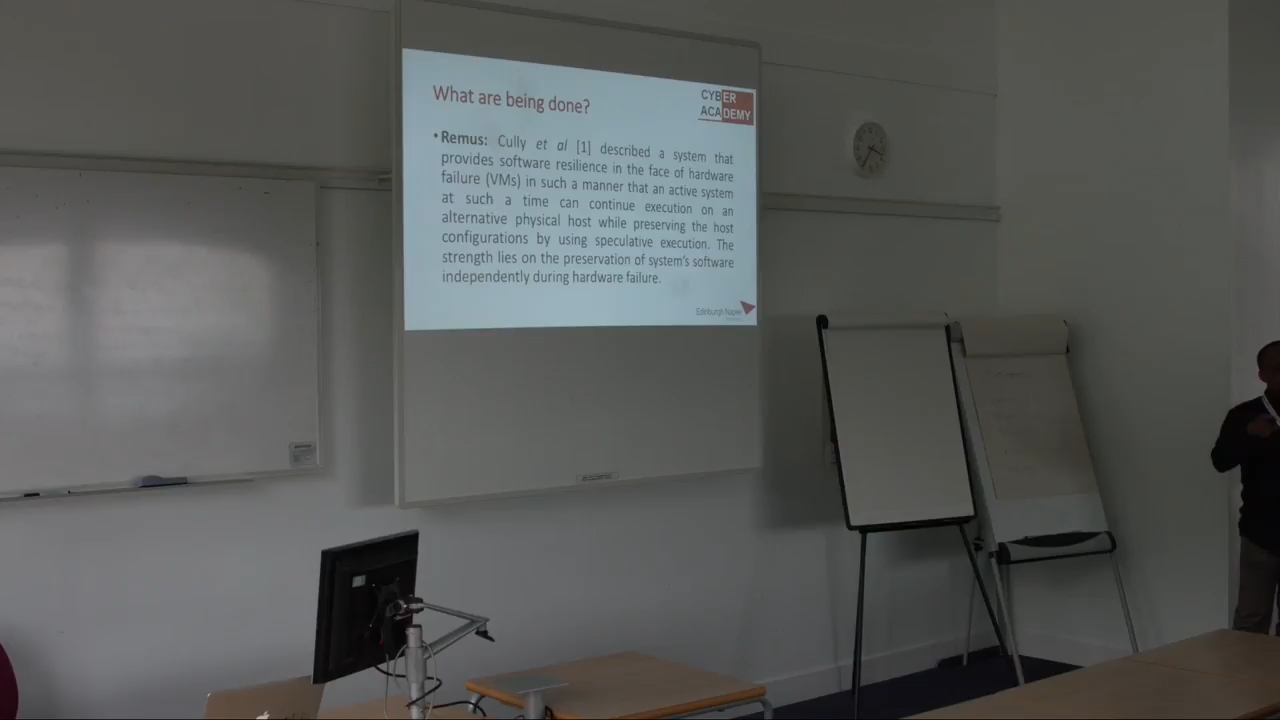 What are being done?
CYBER
ACADEMY
• Remus: Cully et al [1] described a system that
provides software resilience in the face of hardware
failure (VMs) in such a manner that an active system
at such a time can continue execution on an
alternative physical host while preserving the host
configurations by using speculative execution. The
strength lies on the preservation of system's software
independently during hardware failure.
Edinburgh Napier